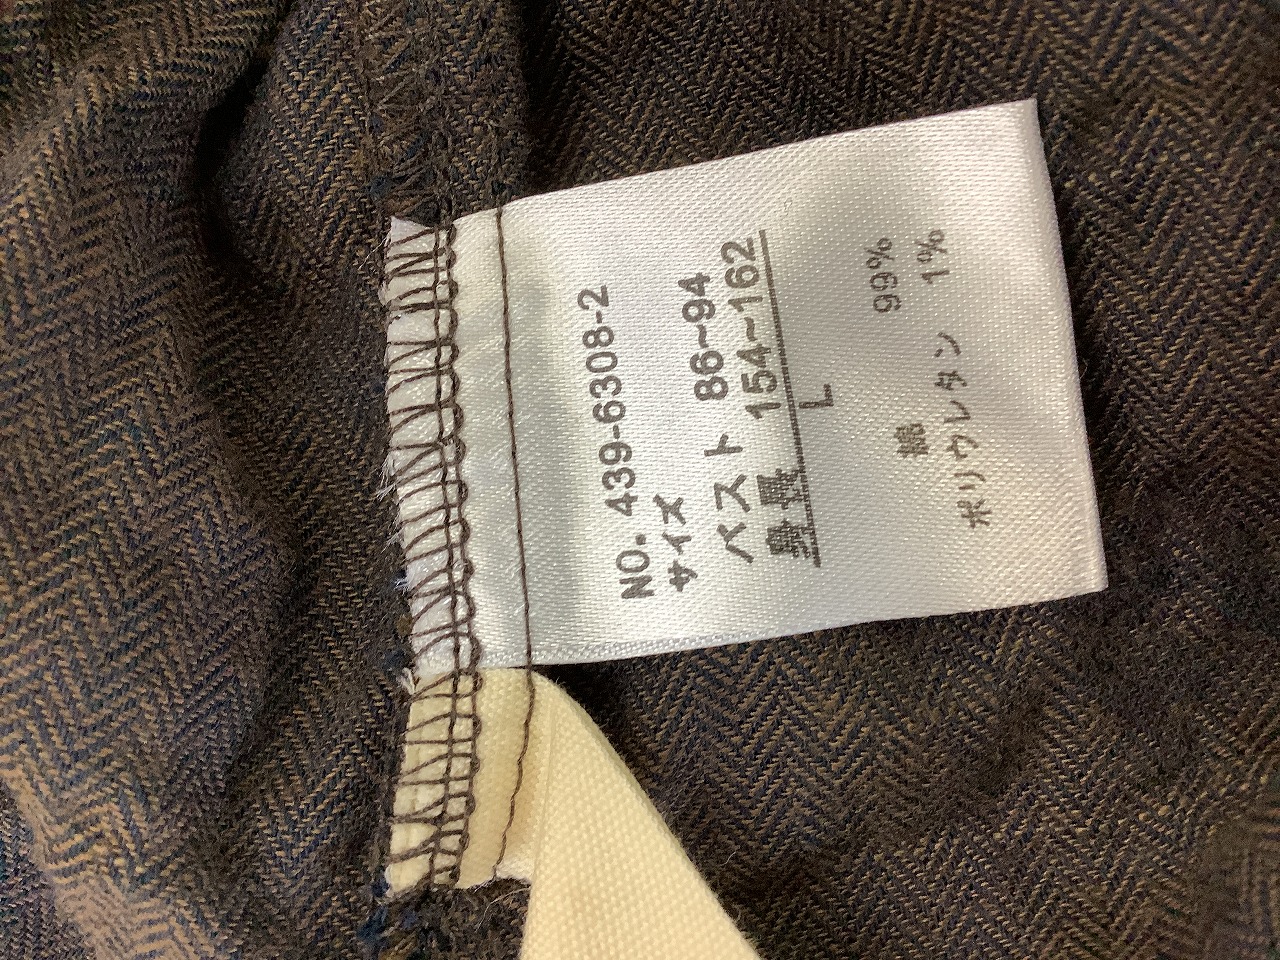 NO. 439-6308-2
サイズ
バスト 86~94
身長 154~162
L
綿 99%
ポリウレタン 1%